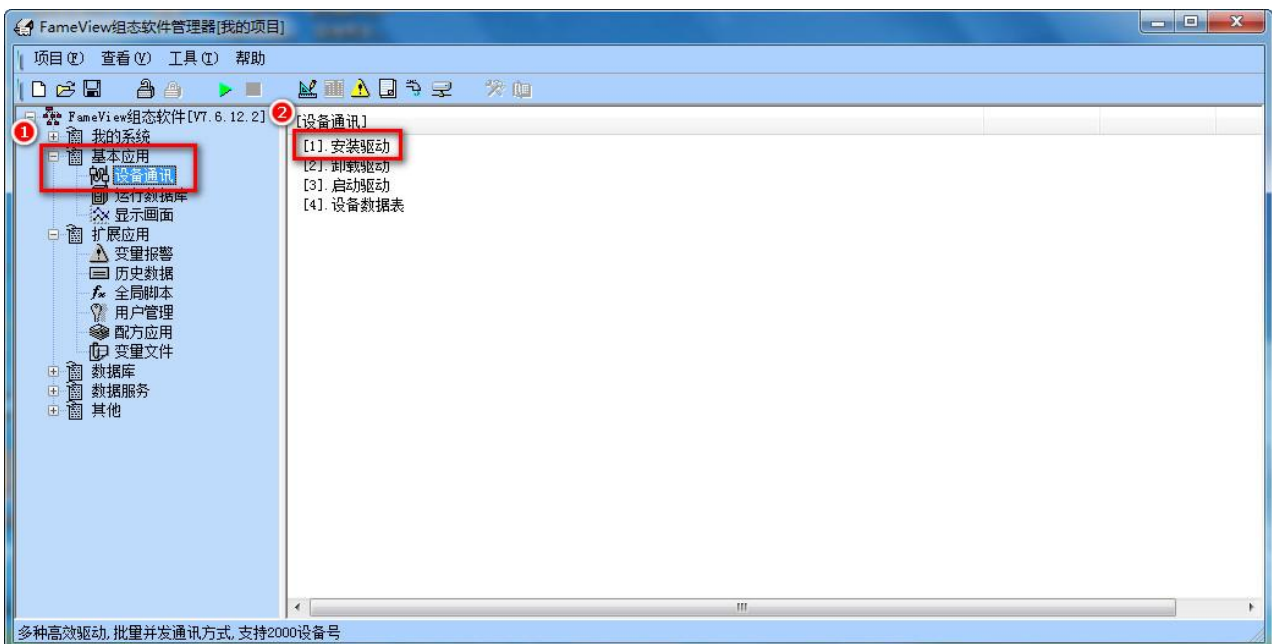 FameView组态软件管理器[我的项目]
项目(P) 查看(V) 工具(T) 帮助
FameView组态软件[V7.6.12.2]
1
我的系统
基本应用
设备通讯
运行数据库
显示画面
扩展应用
变量报警
历史数据
全局脚本
用户管理
配方应用
变量文件
数据库
数据服务
其他
2
[设备通讯]
[1].安装驱动
[2].卸载驱动
[3].启动驱动
[4].设备数据表
多种高效驱动,批量并发通讯方式,支持2000设备号